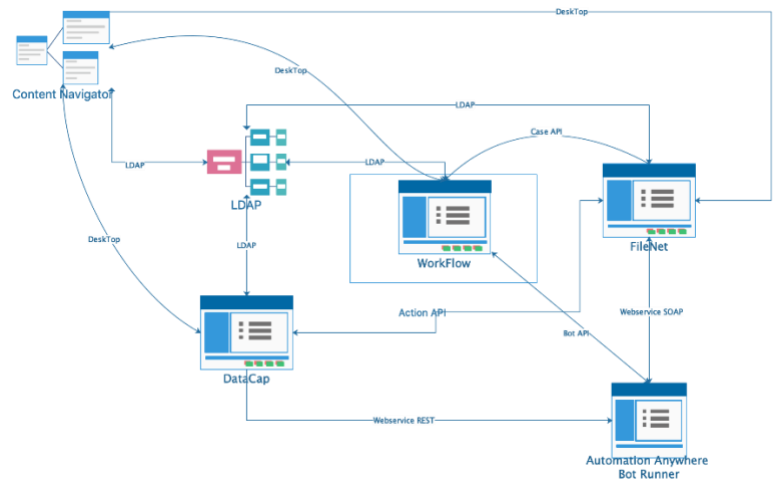 DeskTop
DeskTop
Content Navigator
LDAP
Case API
LDAP
LDAP
LDAP
DeskTop
LDAP
WorkFlow
FileNet
Action API
Webservice SOAP
Bot API
DataCap
Webservice REST
Automation Anywhere
Bot Runner